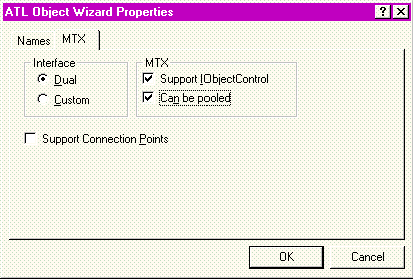 ATL Object Wizard Properties
Names MTX
Interface MTX
Dual Support IObjectControl
Custom Can be pooled
Support Connection Points
OK Cancel